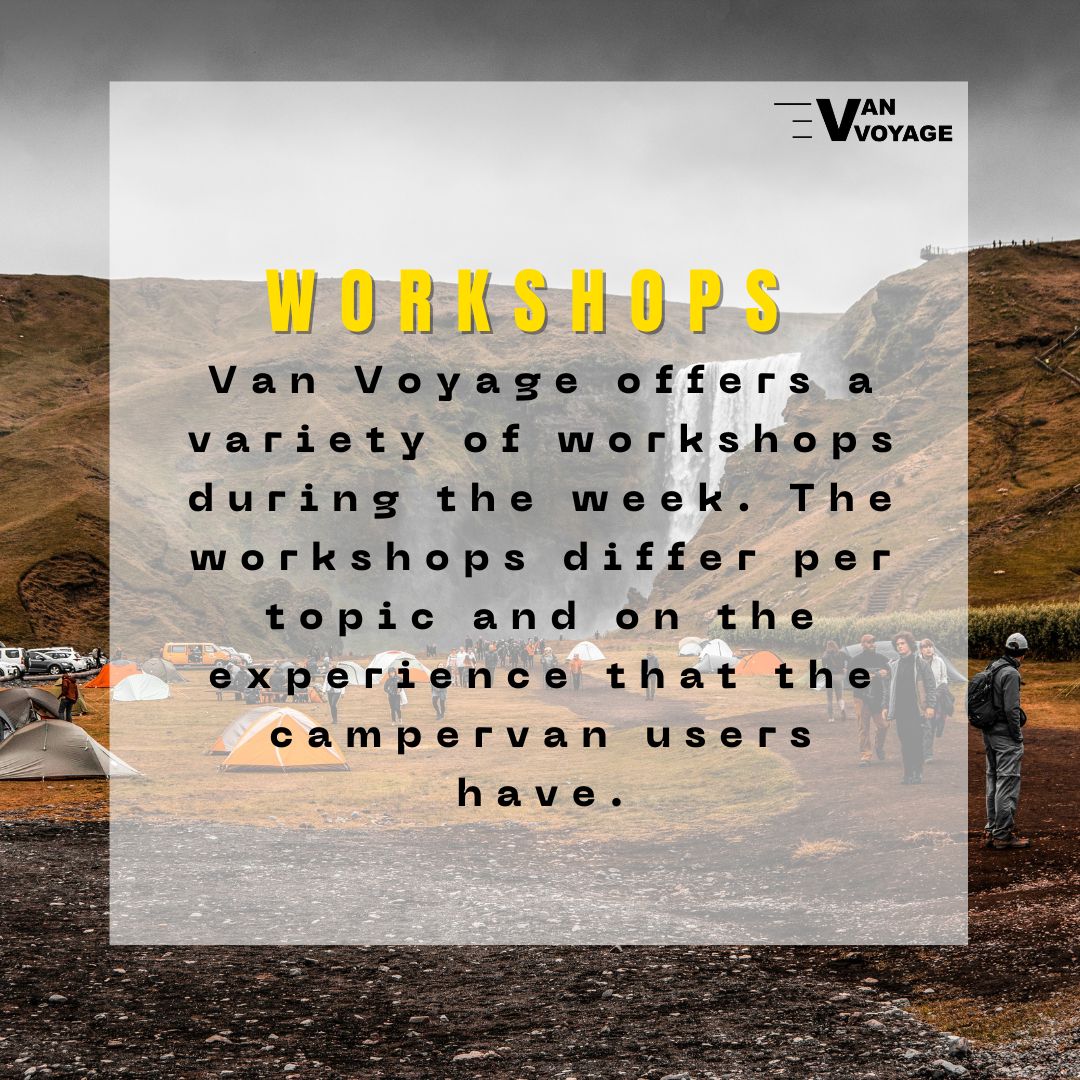 VAN
VOYAGE
WORKSHOPS
Van Voyage offers a
variety of workshops
during the week. The
workshops differ per
topic and on the
experience that the
campervan users
have.